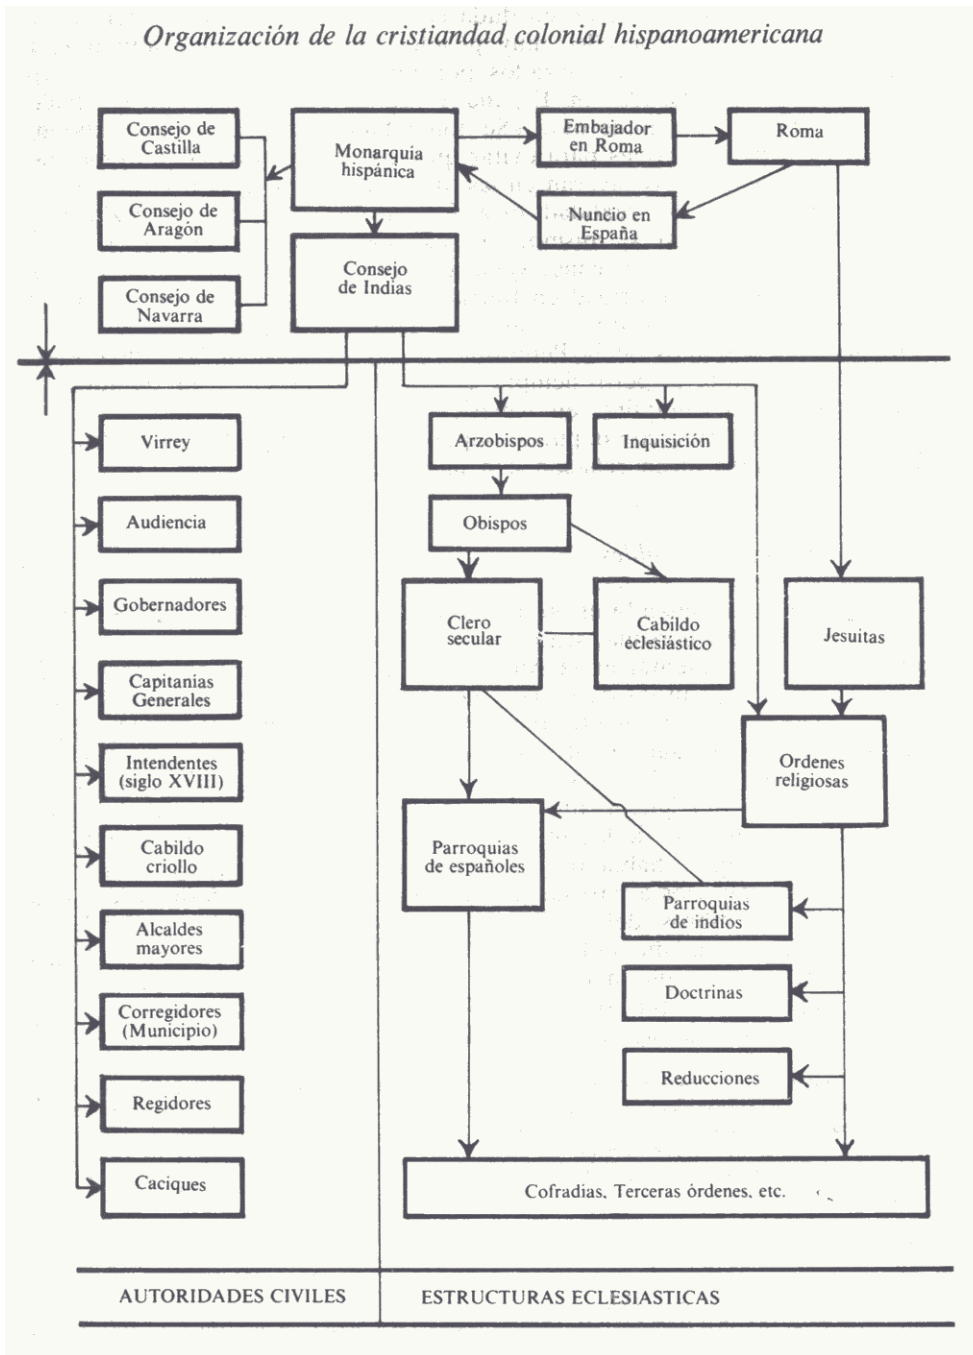 Organización de la cristiandad colonial hispanoamericana
Consejo de
Castilla
Monarquía
hispánica
Embajador
en Roma
Roma
Consejo de
Aragón
Nuncio en
España
Consejo
de Indias
Consejo de
Navarra
Virrey
Audiencia
Gobernadores
Capitanias
Generales
Intendentes
(siglo XVIII)
Cabildo
criollo
Alcaldes
mayores
Corregidores
(Municipio)
Regidores
Caciques
Arzobispos
Inquisición
Obispos
Clero
secular
Cabildo
eclesiástico
Jesuitas
Ordenes
religiosas
Parroquias
de españoles
Parroquias
de indios
Doctrinas
Reducciones
Cofradias, Terceras órdenes, etc.
AUTORIDADES CIVILES
ESTRUCTURAS ECLESIASTICAS